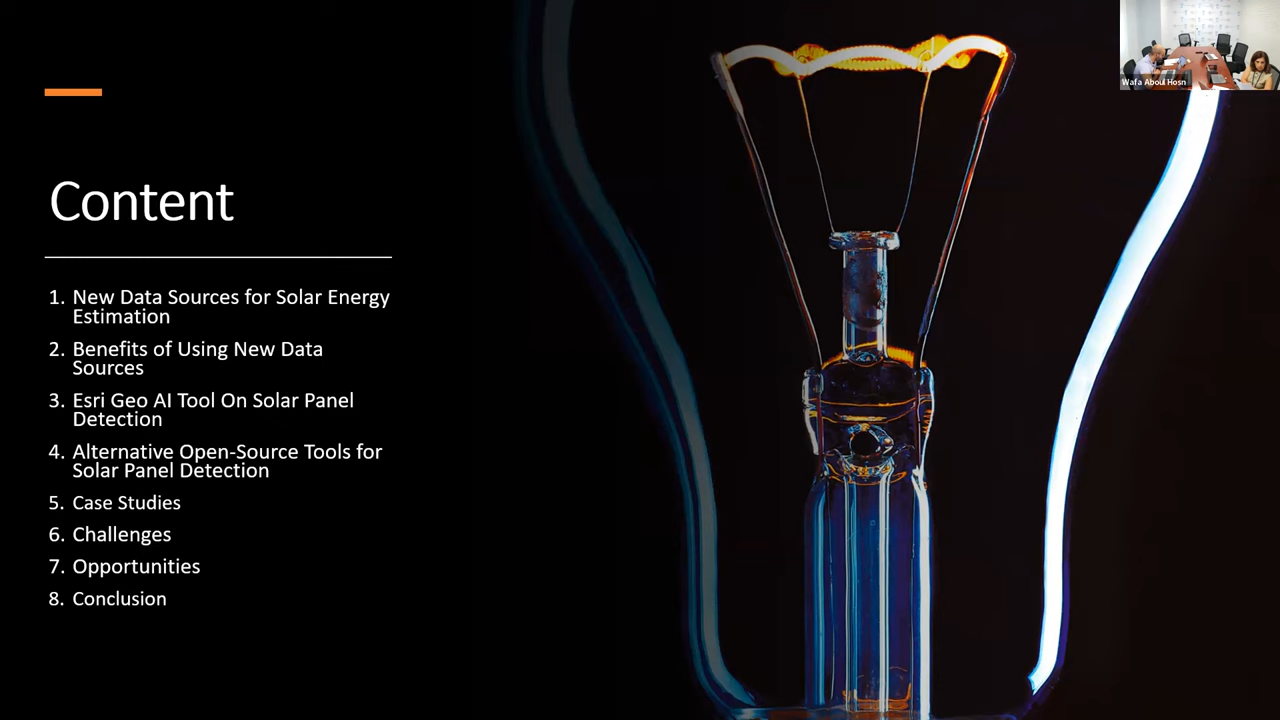 Wafa Aboul Hosn
Content
1. New Data Sources for Solar Energy
Estimation
2. Benefits of Using New Data
Sources
3. Esri Geo AI Tool On Solar Panel
Detection
4. Alternative Open-Source Tools for
Solar Panel Detection
5. Case Studies
6. Challenges
7. Opportunities
8. Conclusion